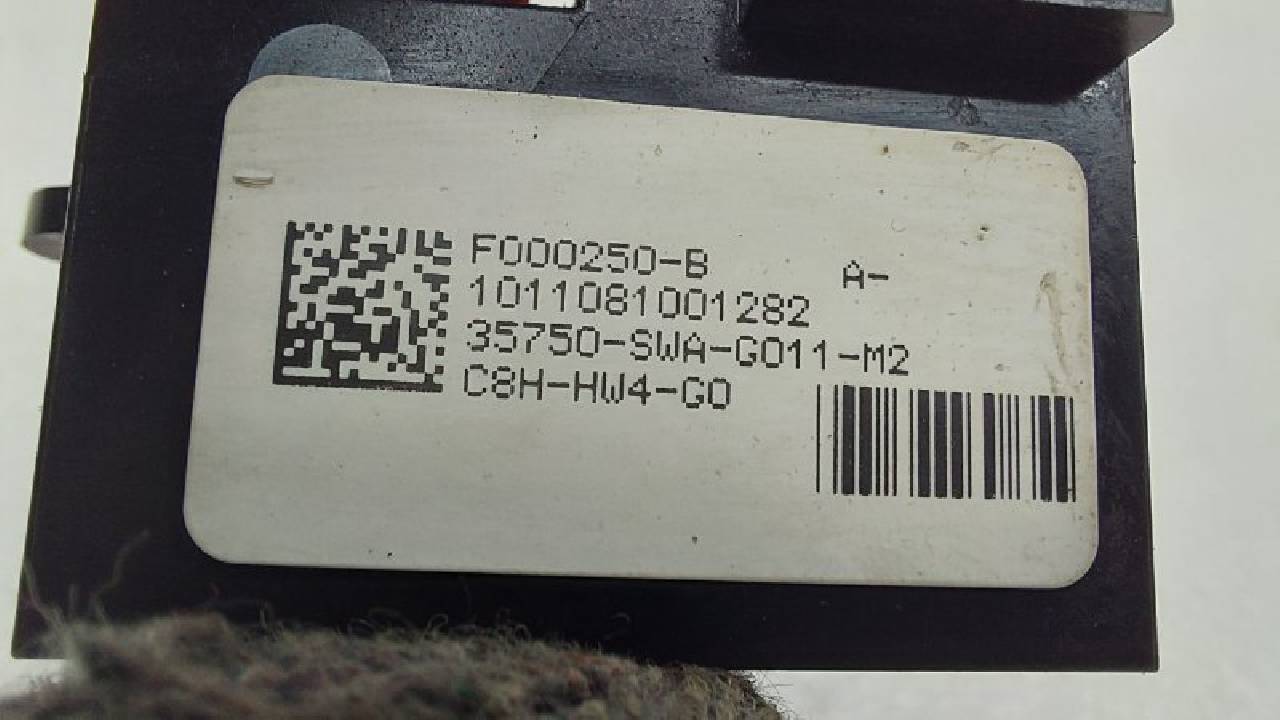 F000250-B A-
1011081001282
35750-SWA-G011-M2
C8H-HW4-G0